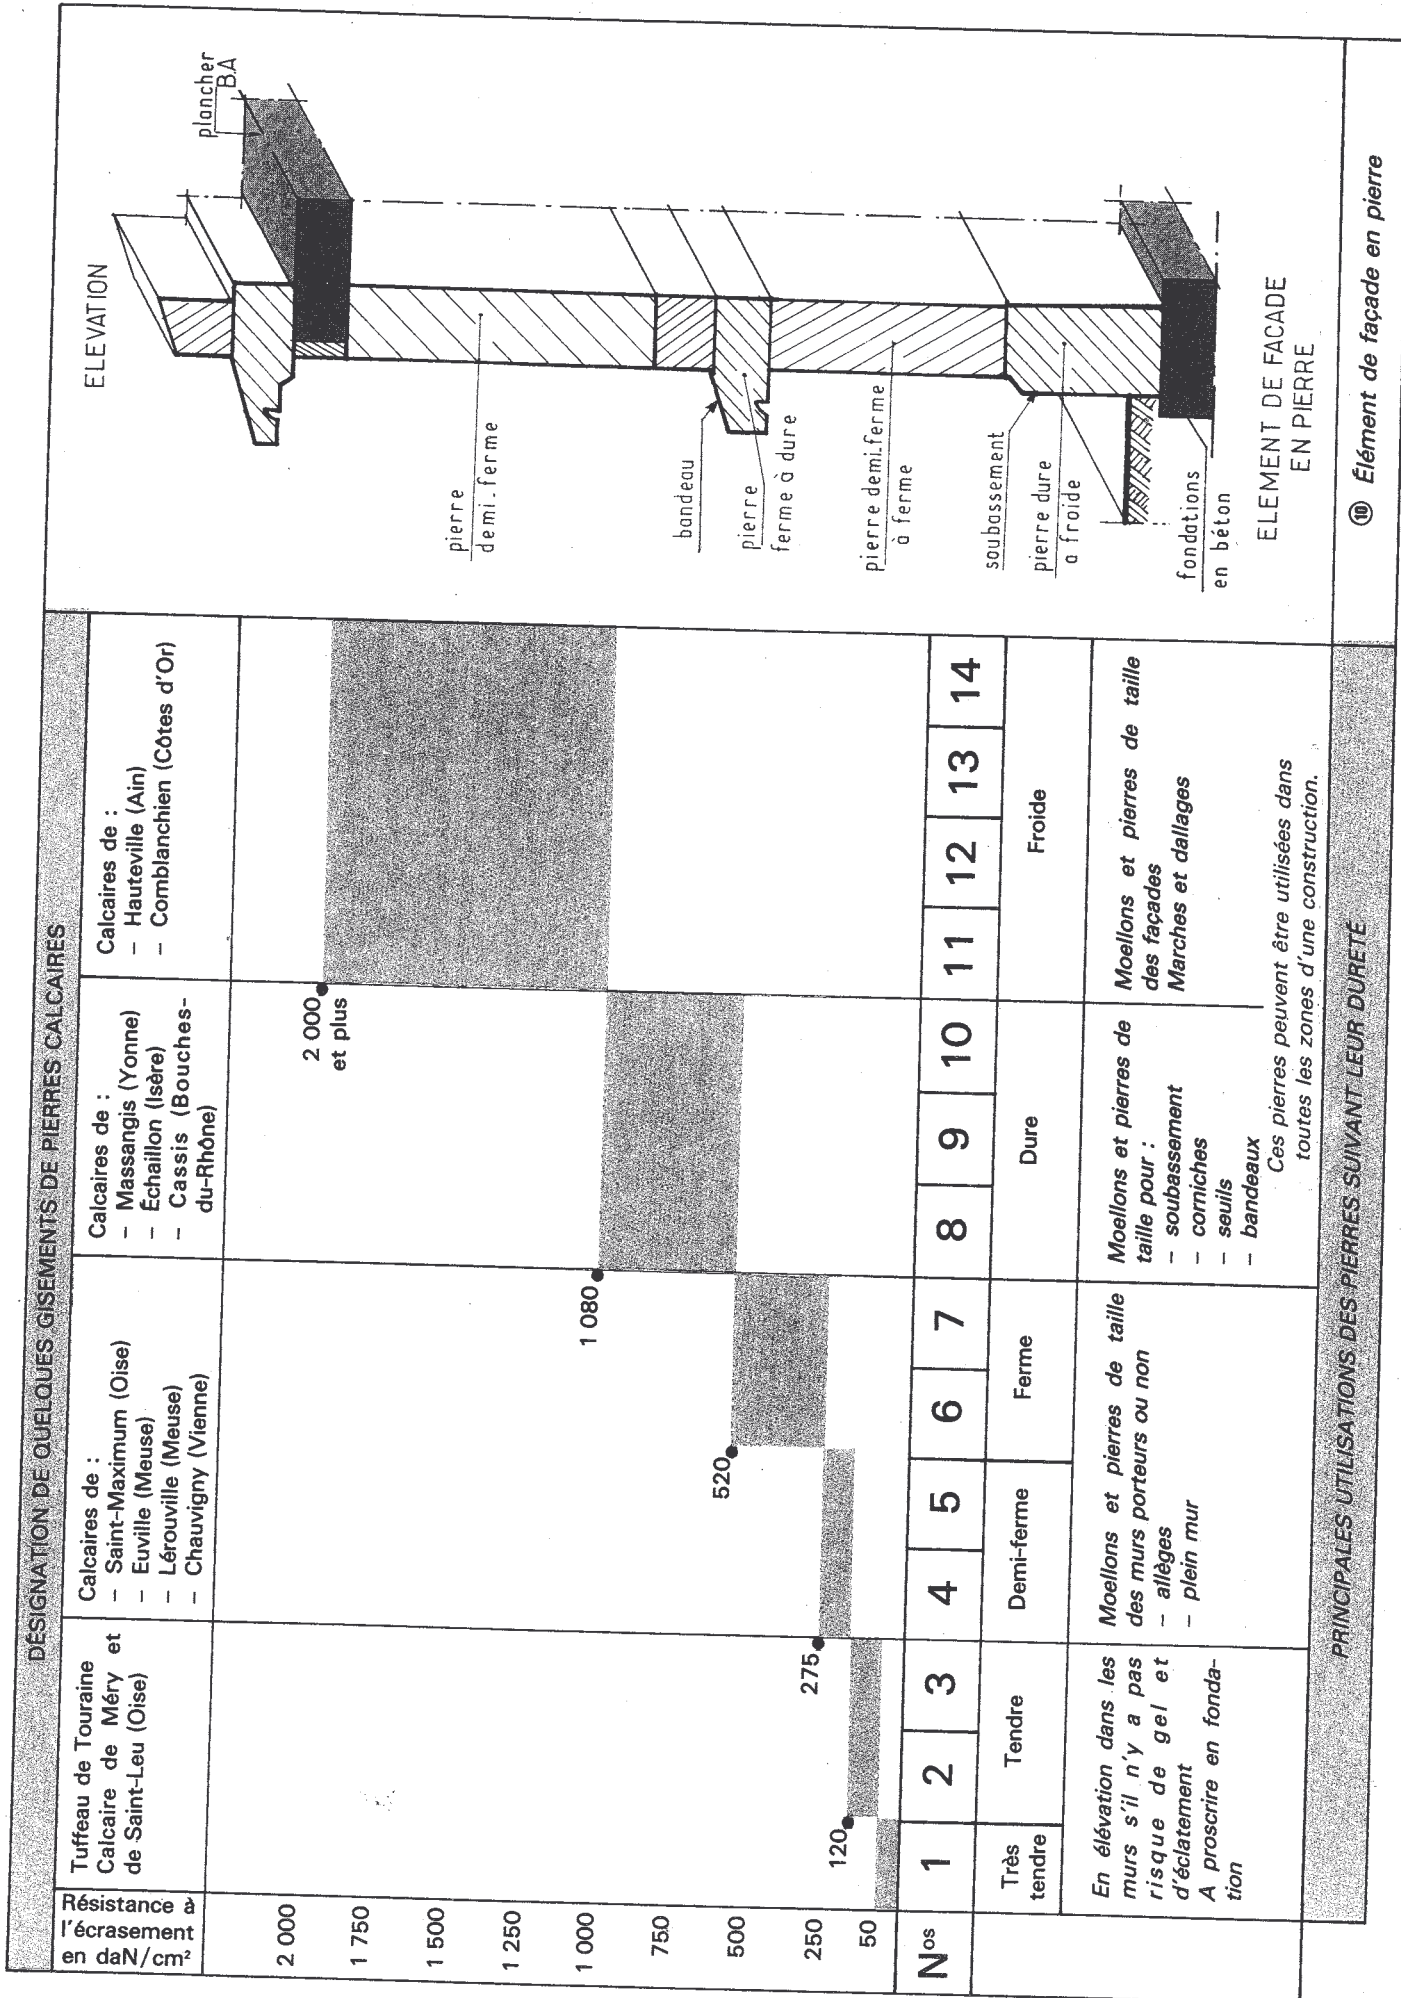 DÉSIGNATION DE QUELQUES GISEMENTS DE PIERRES CALCAIRES
Résistance à
l'écrasement
en daN/cm²
Tuffeau de Touraine
Calcaire de Méry et
de Saint-Leu (Oise)
Calcaires de :
– Saint-Maximum (Oise)
– Euville (Meuse)
– Lérouville (Meuse)
– Chauvigny (Vienne)
Calcaires de :
– Massangis (Yonne)
– Échaillon (Isère)
– Cassis (Bouches-
du-Rhône)
Calcaires de :
– Hauteville (Ain)
– Comblanchien (Côtes d'Or)
2 000
1 750
1 500
1 250
1 000
750
500
250
50
120
275
520
1 080
2 000
et plus
Nos
1 2 3 4 5 6 7 8 9 10 11 12 13 14
Très
tendre
Tendre
Demi-ferme
Ferme
Dure
Froide
En élévation dans les
murs s'il n'y a pas
risque de gel et
d'éclatement
A proscrire en fonda-
tion
Moellons et pierres de taille
des murs porteurs ou non
– allèges
– plein mur
Moellons et pierres de
taille pour :
– soubassement
– corniches
– seuils
– bandeaux
Moellons et pierres de taille
des façades
Marches et dallages
Ces pierres peuvent être utilisées dans
toutes les zones d'une construction.
PRINCIPALES UTILISATIONS DES PIERRES SUIVANT LEUR DURETÉ
ELEVATION
plancher
B.A
pierre
demi.ferme
bandeau
pierre
ferme à dure
pierre demi.ferme
à ferme
soubassement
pierre dure
a froide
fondations
en béton
ELEMENT DE FACADE
EN PIERRE
⑩ Élément de façade en pierre